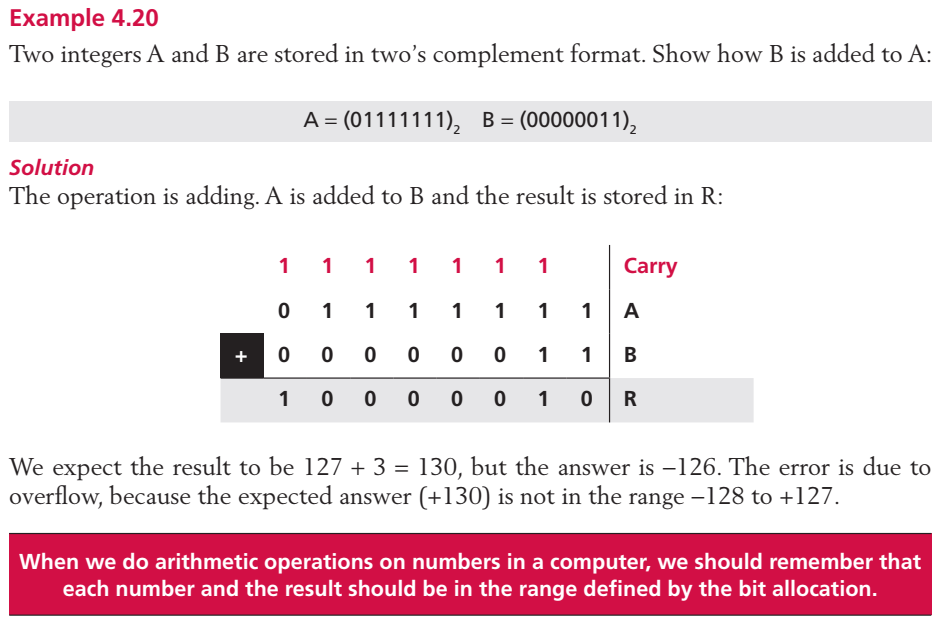 Example 4.20
Two integers A and B are stored in two’s complement format. Show how B is added to A:
A = (01111111)₂ B = (00000011)₂
Solution
The operation is adding. A is added to B and the result is stored in R:
1 1 1 1 1 1 1 Carry
0 1 1 1 1 1 1 1 A
+ 0 0 0 0 0 0 1 1 B
1 0 0 0 0 0 1 0 R
We expect the result to be 127 + 3 = 130, but the answer is –126. The error is due to
overflow, because the expected answer (+130) is not in the range –128 to +127.
When we do arithmetic operations on numbers in a computer, we should remember that
each number and the result should be in the range defined by the bit allocation.